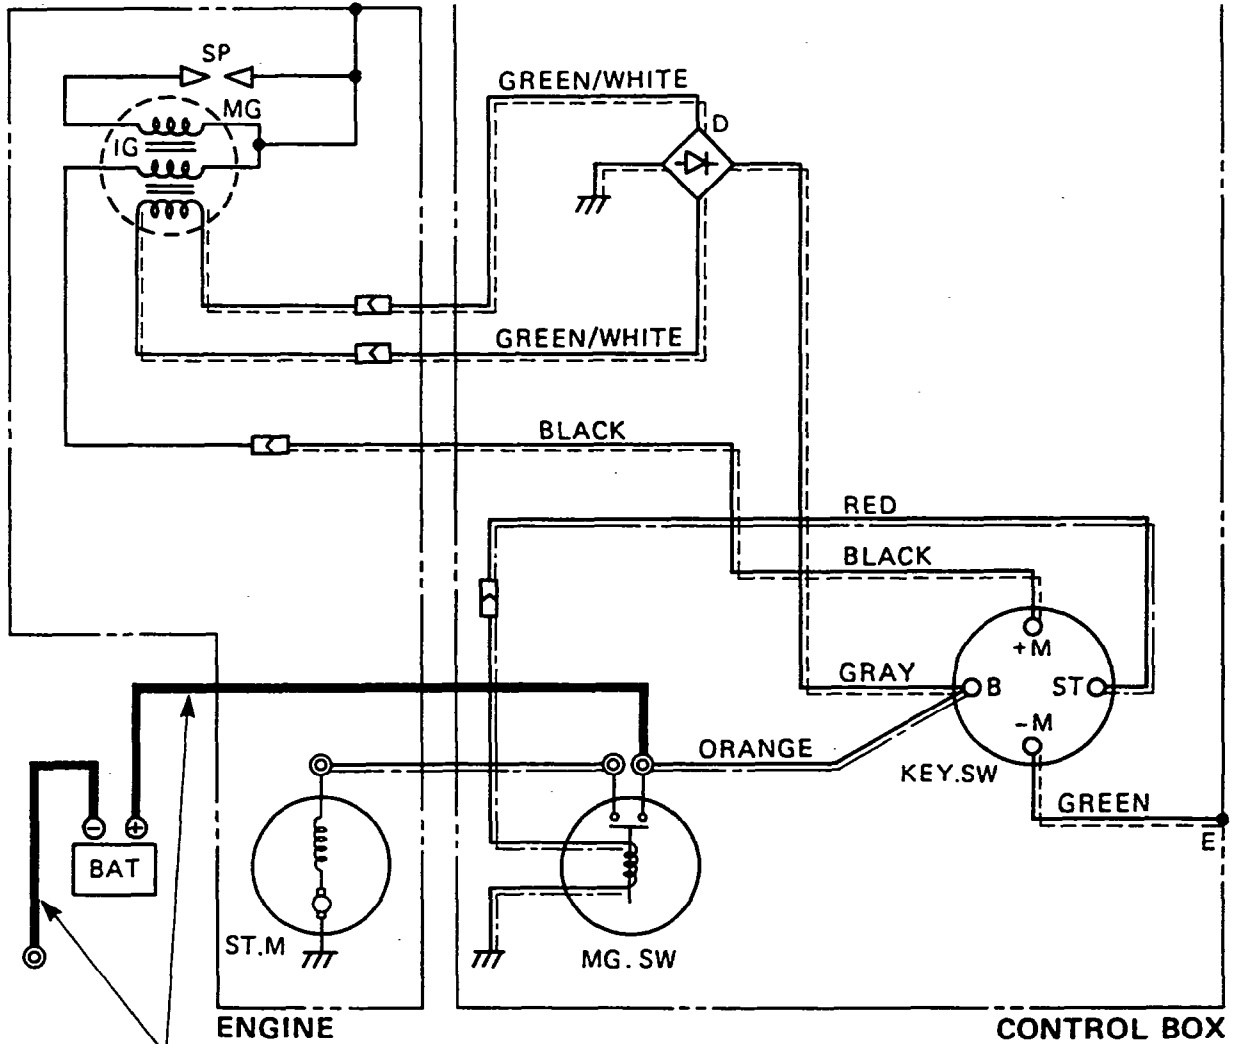 SP
GREEN/WHITE
MG
D
IG
GREEN/WHITE
BLACK
RED
BLACK
+M
GRAY
B
ST
-M
ORANGE
KEY.SW
GREEN
− +
E
BAT
ST.M
MG. SW
ENGINE
CONTROL BOX